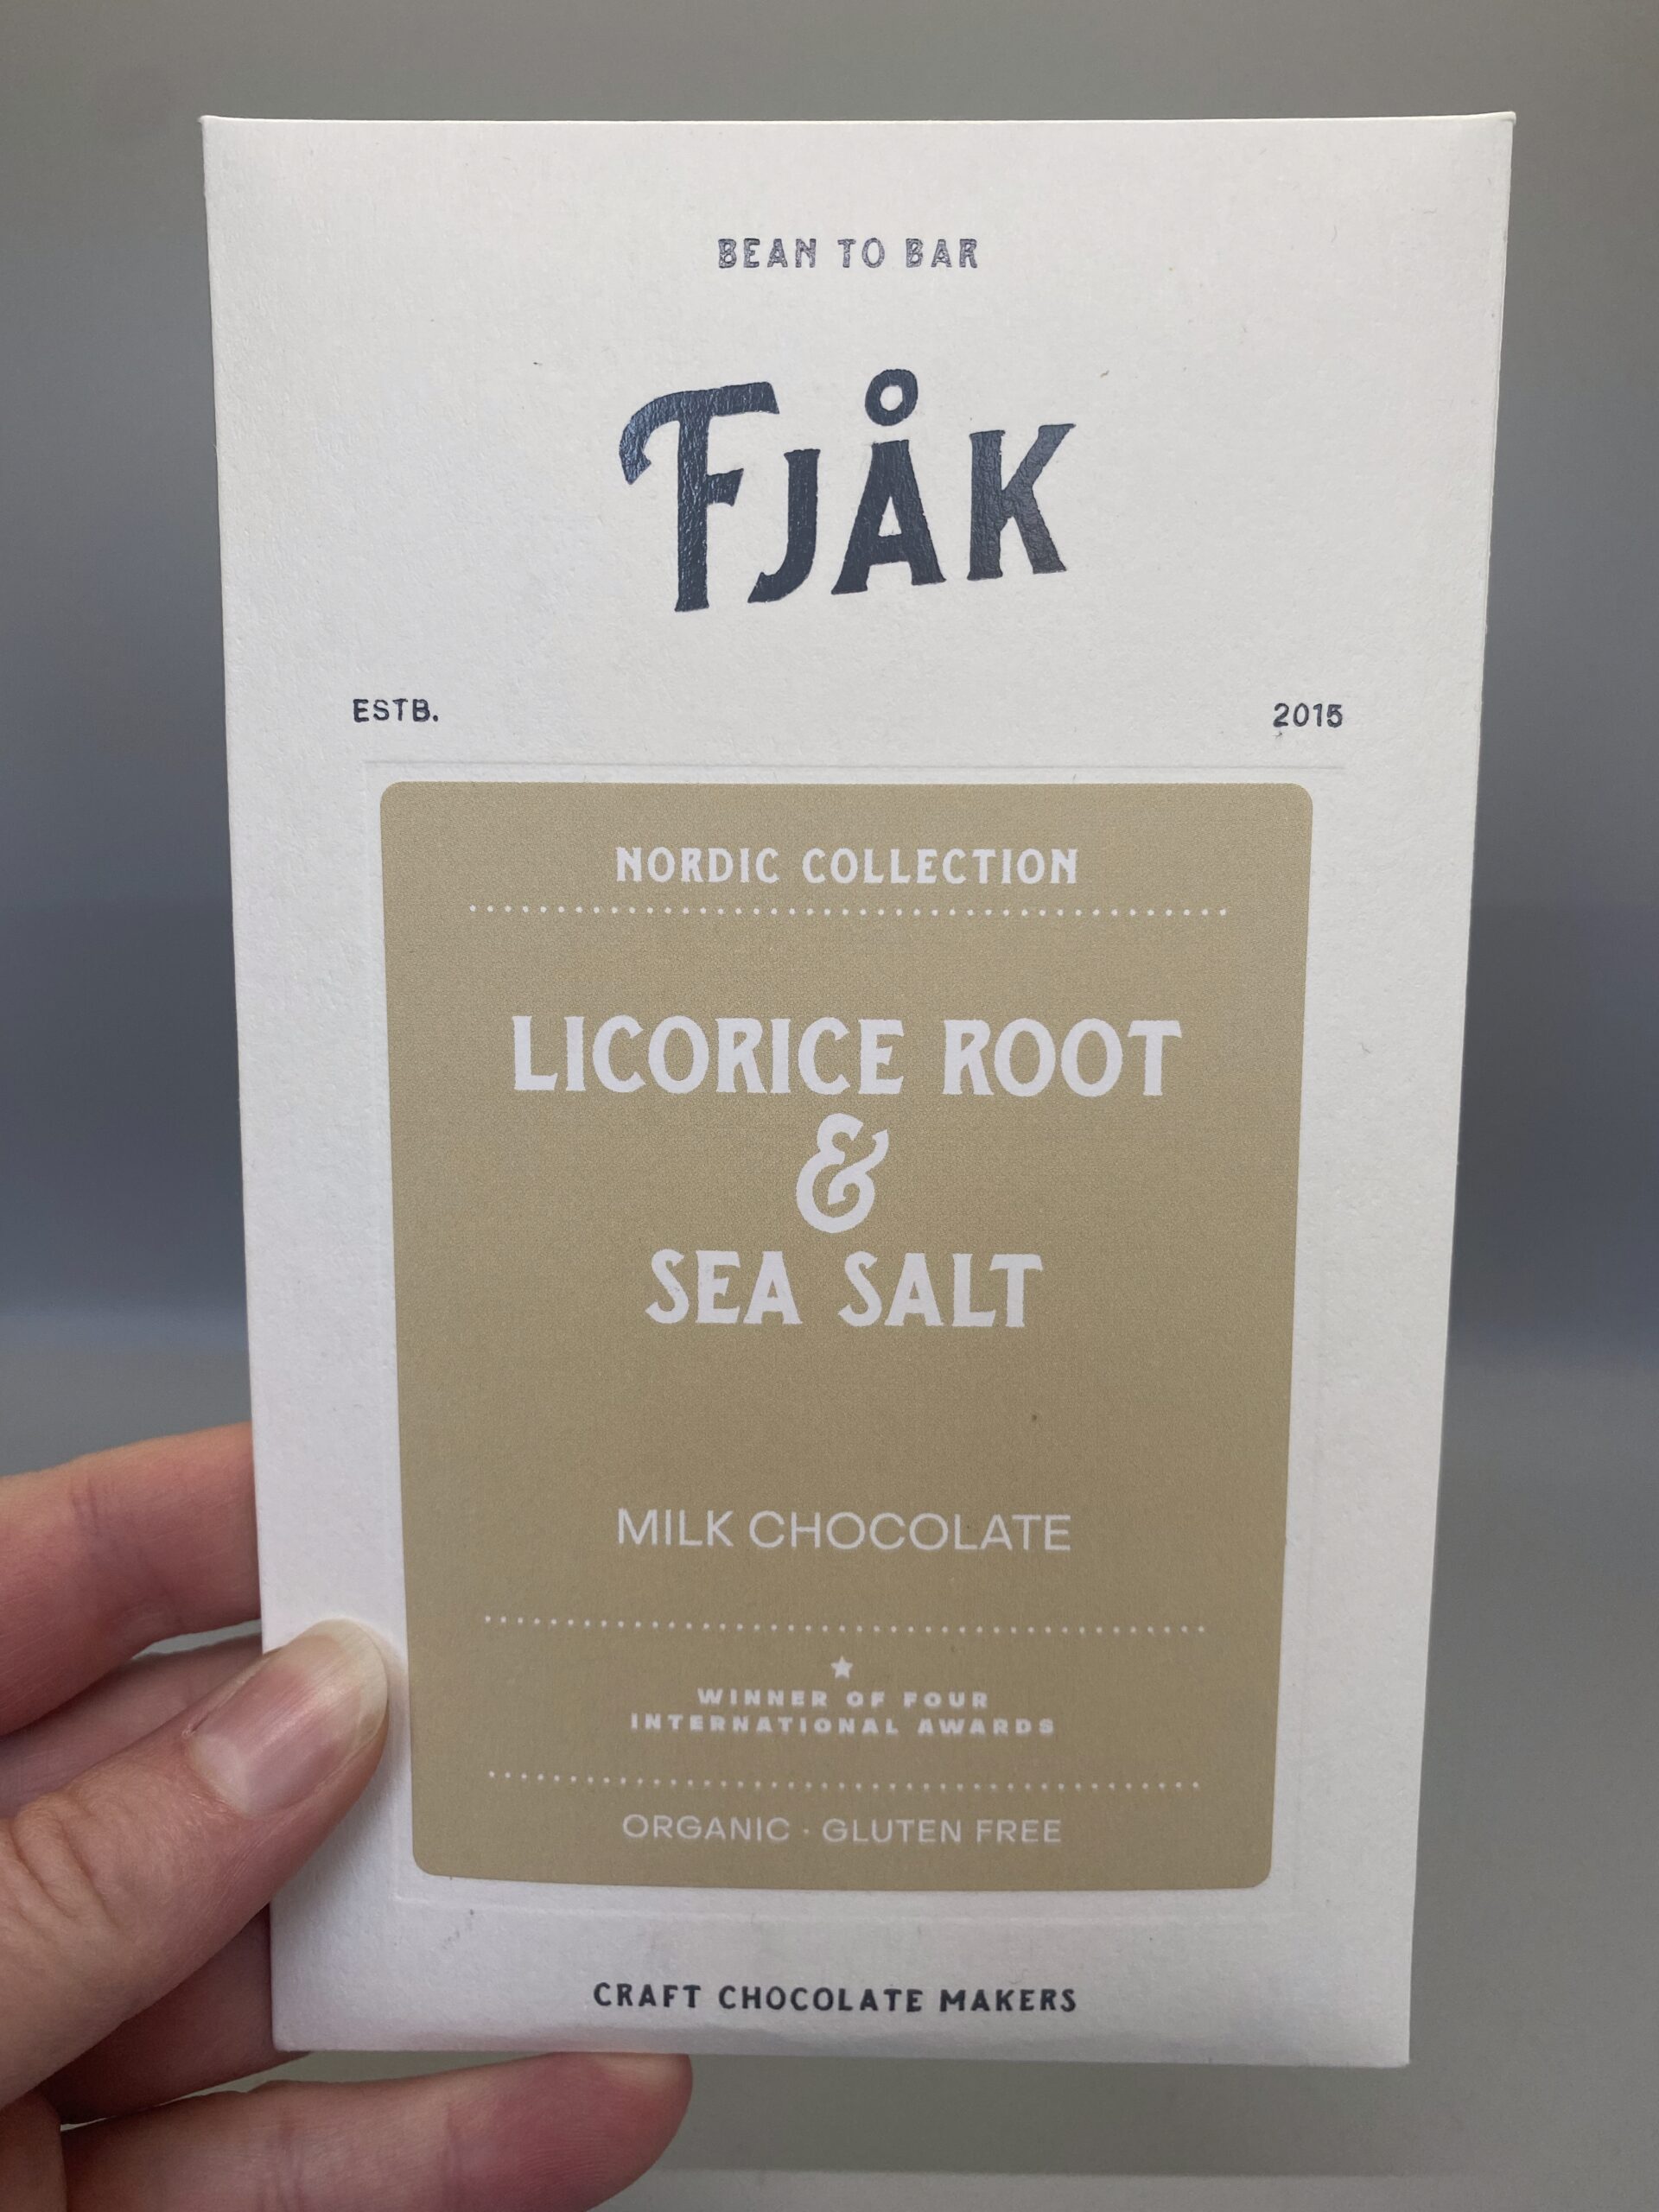 BEAN TO BAR
FJÅK
ESTB. 2015
NORDIC COLLECTION
LICORICE ROOT
&
SEA SALT
MILK CHOCOLATE
WINNER OF FOUR
INTERNATIONAL AWARDS
ORGANIC · GLUTEN FREE
CRAFT CHOCOLATE MAKERS